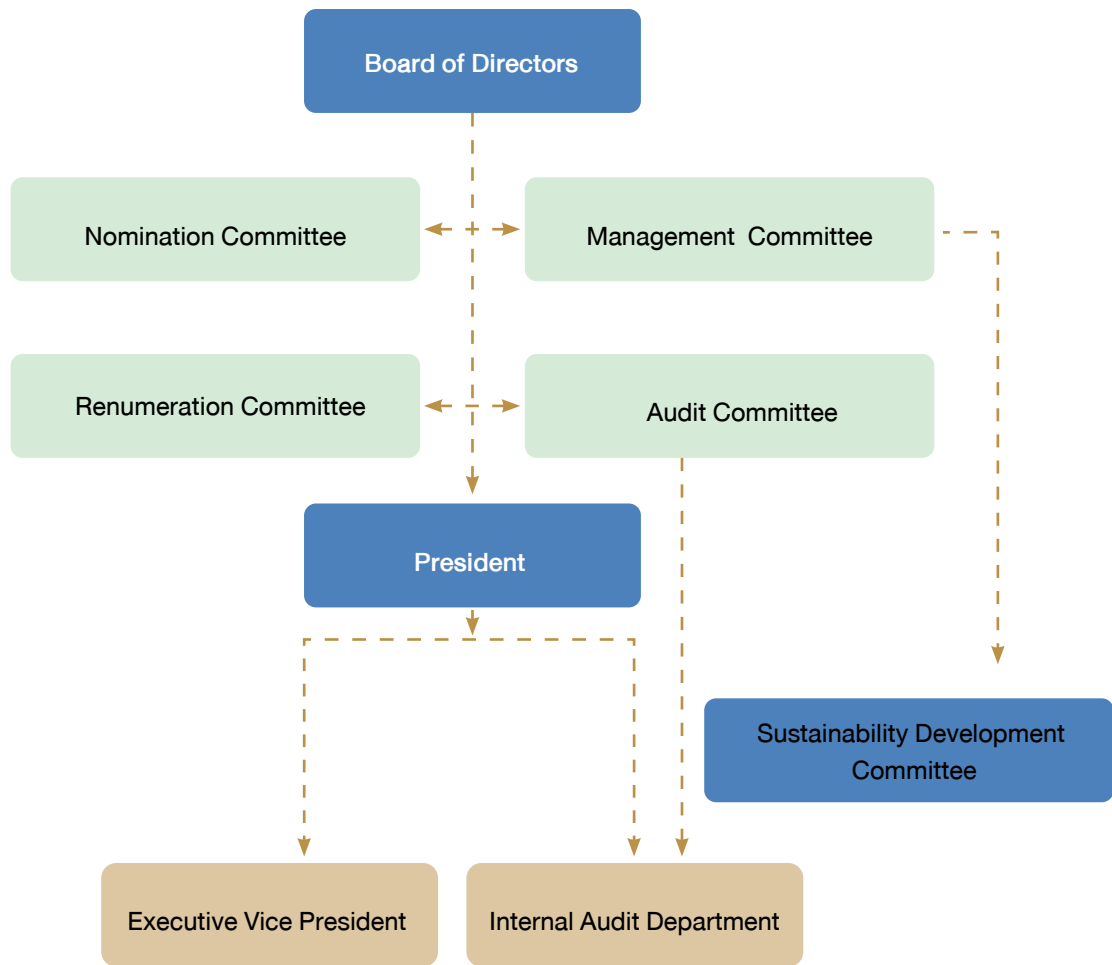 Board of Directors
Nomination Committee
Management Committee
Renumeration Committee
Audit Committee
President
Sustainability Development
Committee
Executive Vice President
Internal Audit Department